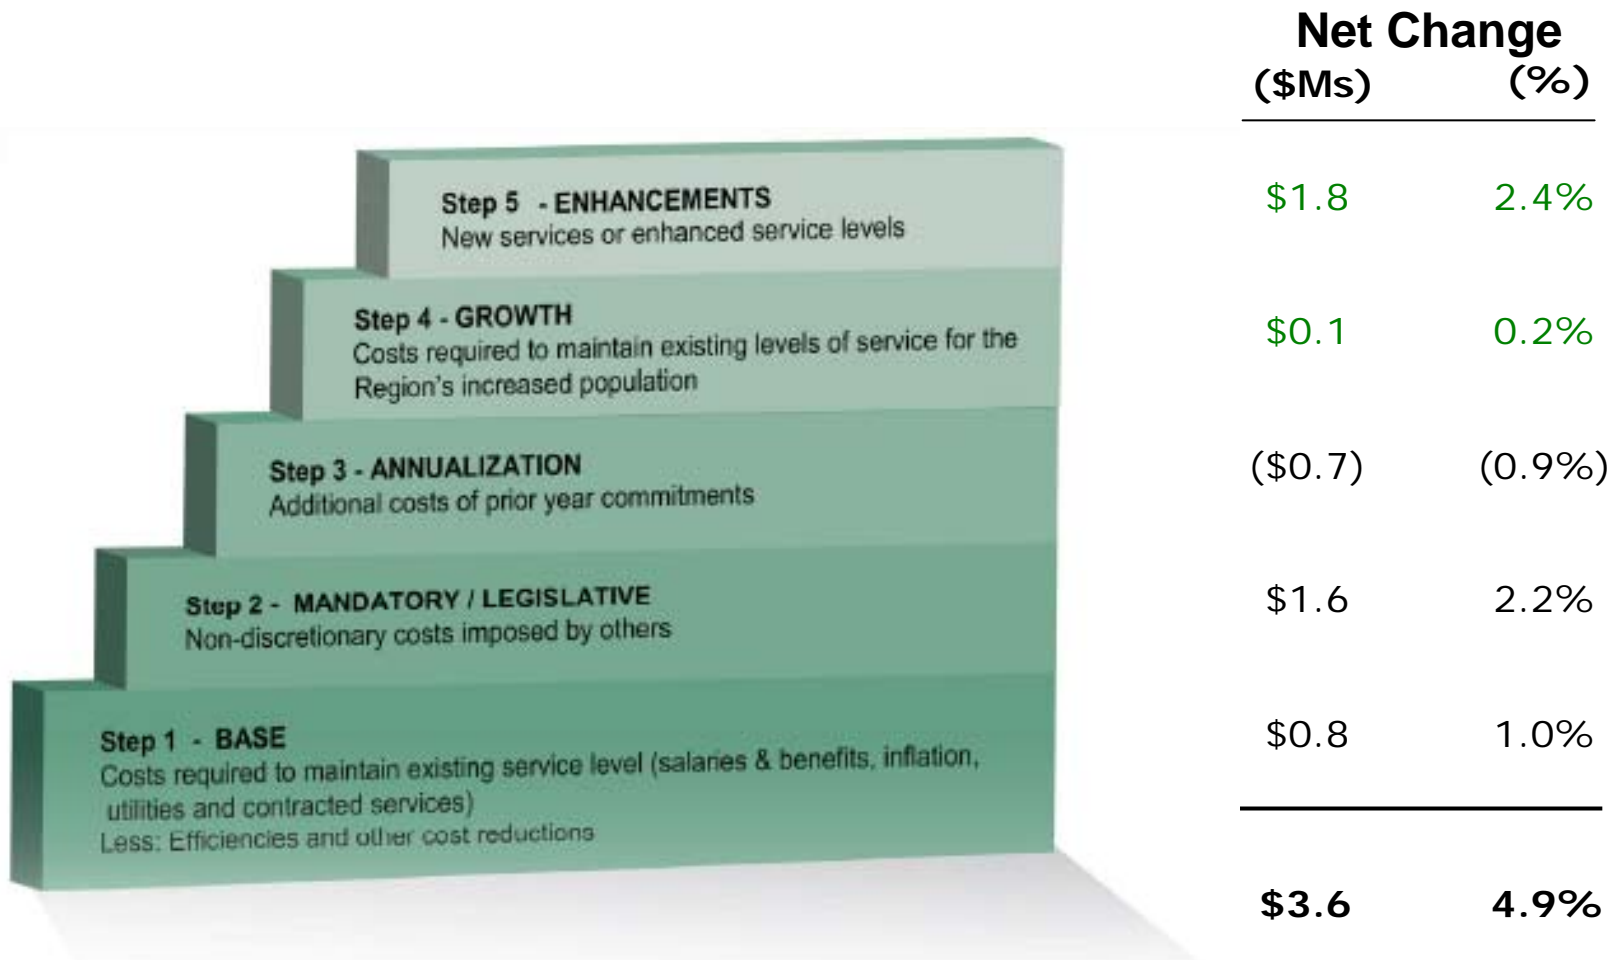 Net Change
($Ms) (%)
Step 5 - ENHANCEMENTS
New services or enhanced service levels
$1.8 2.4%
Step 4 - GROWTH
Costs required to maintain existing levels of service for the
Region's increased population
$0.1 0.2%
Step 3 - ANNUALIZATION
Additional costs of prior year commitments
($0.7) (0.9%)
Step 2 - MANDATORY / LEGISLATIVE
Non-discretionary costs imposed by others
$1.6 2.2%
Step 1 - BASE
Costs required to maintain existing service level (salaries & benefits, inflation,
utilities and contracted services)
Less: Efficiencies and other cost reductions
$0.8 1.0%
$3.6 4.9%